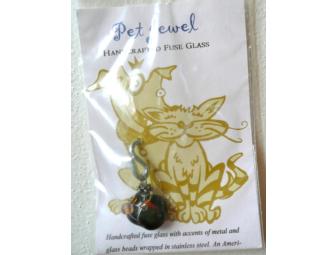 Pet Jewel
Handcrafted Fuse Glass
Handcrafted fuse glass with accents of metal and
glass beads wrapped in stainless steel. An Ameri-